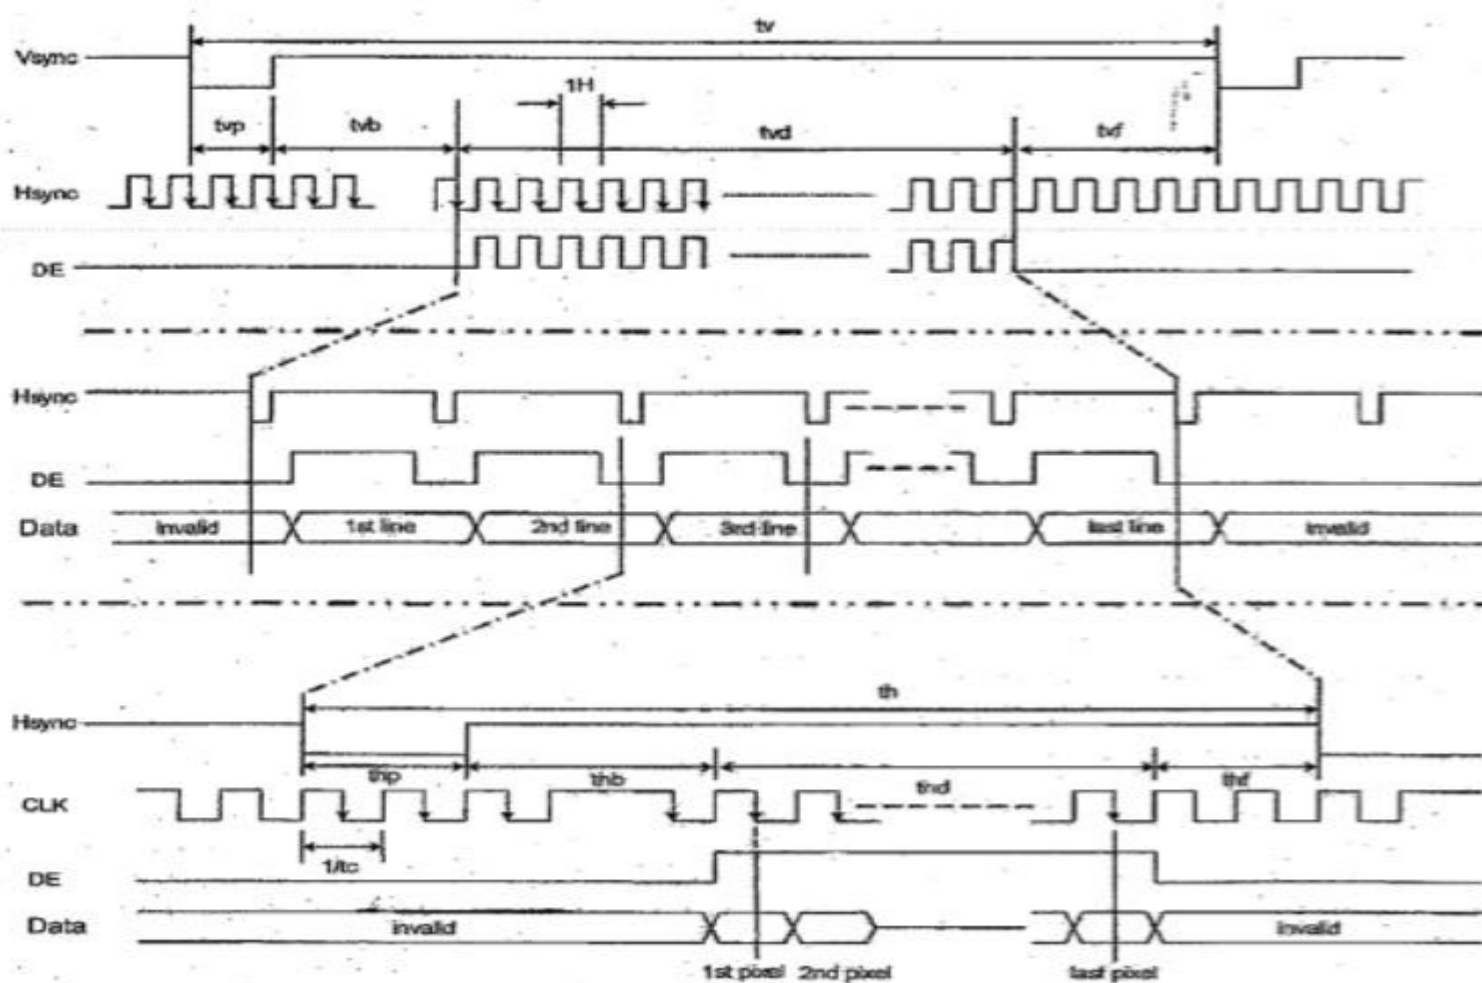 tv
Vsync
1H
tvp tvb tvd tvf
Hsync
DE
Hsync
DE
Data invalid 1st line 2nd line 3rd line last line invalid
th
Hsync
thp thb thd thf
CLK
1/tc
DE
Data invalid invalid
1st pixel 2nd pixel last pixel